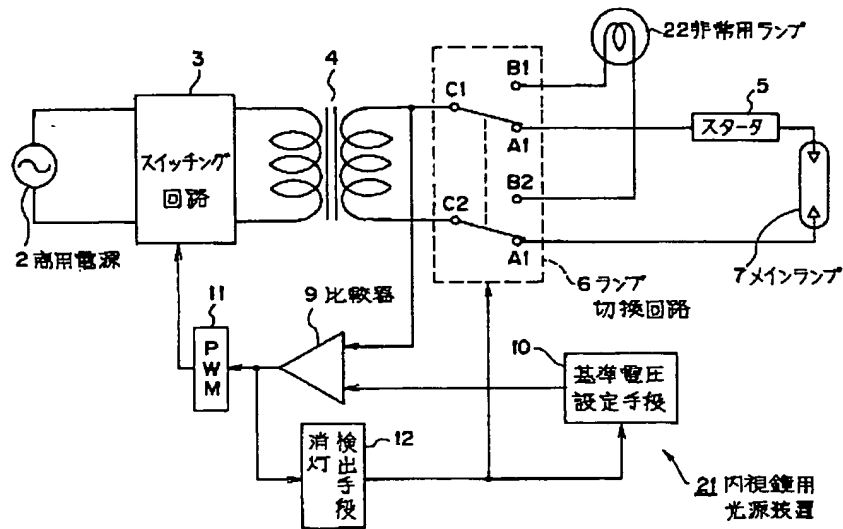 22非常用ランプ
3
4
B1
C1
5
スタータ
A1
スイッチング
回路
B2
C2
A1
2商用電源
7メインランプ
6ランプ
切換回路
11
9比較器
PWM
10
基準電圧
設定手段
12
消灯
検出手段
21内視鏡用
光源装置